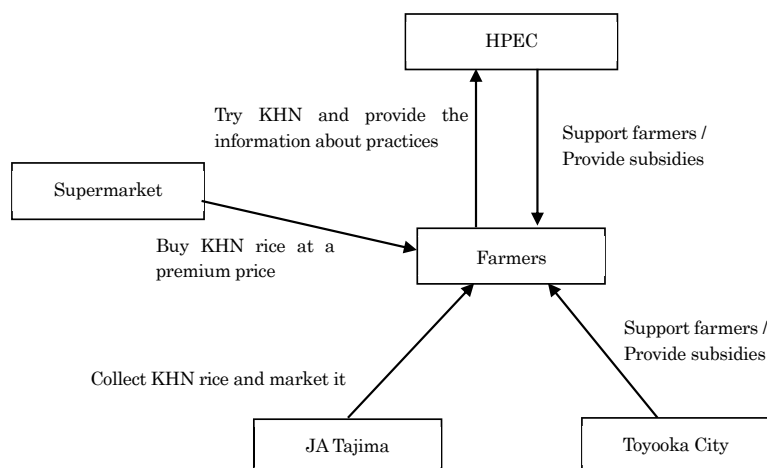 HPEC
Try KHN and provide the
information about practices
Support farmers /
Provide subsidies
Supermarket
Buy KHN rice at a
premium price
Farmers
Support farmers /
Provide subsidies
Collect KHN rice and market it
JA Tajima
Toyooka City